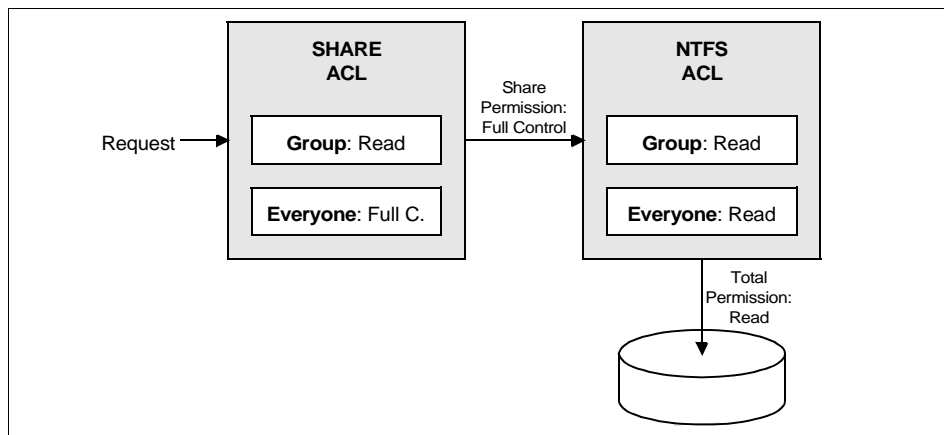 SHARE
ACL
NTFS
ACL
Share
Permission:
Full Control
Request
Group: Read
Group: Read
Everyone: Full C.
Everyone: Read
Total
Permission:
Read